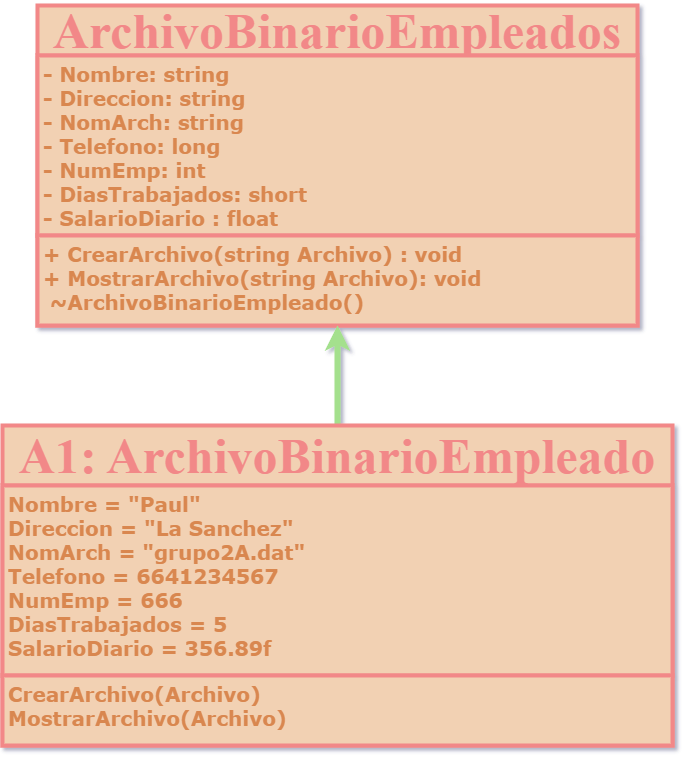 ArchivoBinarioEmpleados
- Nombre: string
- Direccion: string
- NomArch: string
- Telefono: long
- NumEmp: int
- DiasTrabajados: short
- SalarioDiario : float
+ CrearArchivo(string Archivo) : void
+ MostrarArchivo(string Archivo): void
~ArchivoBinarioEmpleado()
A1: ArchivoBinarioEmpleado
Nombre = "Paul"
Direccion = "La Sanchez"
NomArch = "grupo2A.dat"
Telefono = 6641234567
NumEmp = 666
DiasTrabajados = 5
SalarioDiario = 356.89f
CrearArchivo(Archivo)
MostrarArchivo(Archivo)